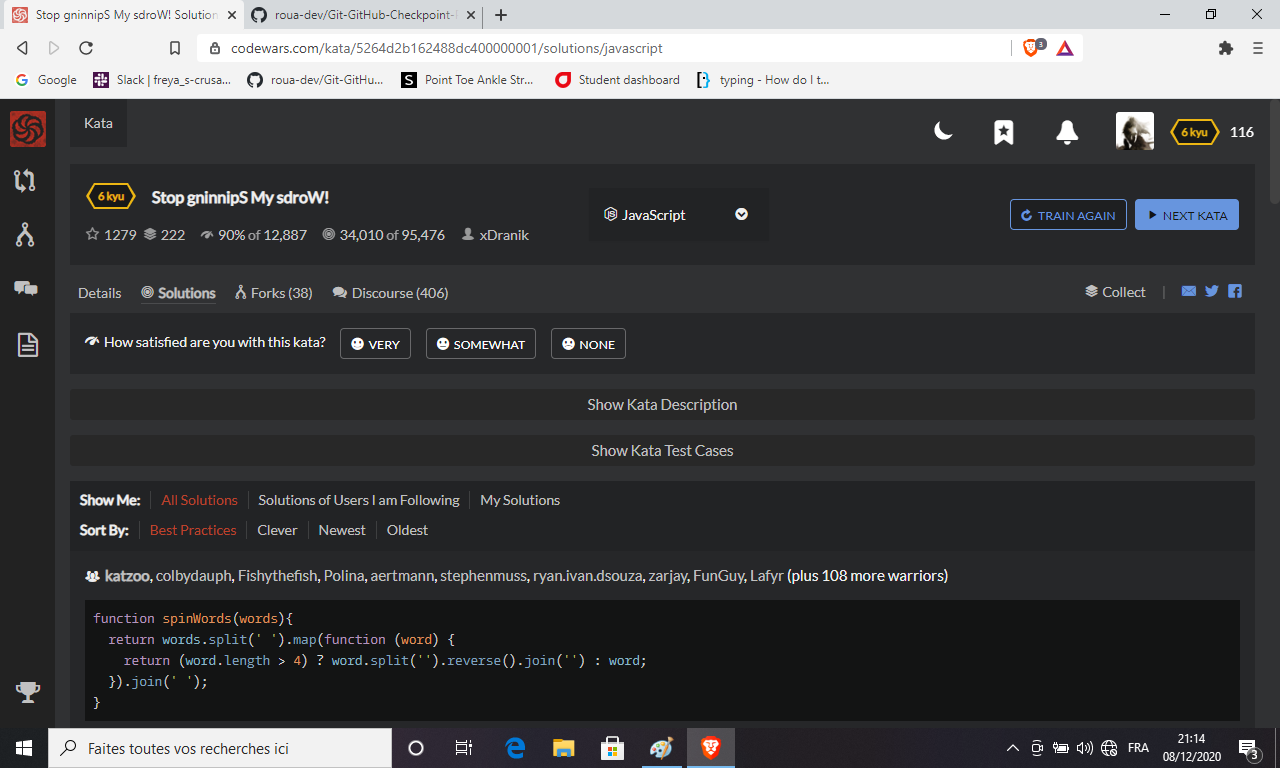 Stop gninnipS My sdroW! Solution
roua-dev/Git-GitHub-Checkpoint-
codewars.com/kata/5264d2b162488dc400000001/solutions/javascript
3
Google
Slack | freya_s-crusa...
roua-dev/Git-GitHu...
Point Toe Ankle Str...
Student dashboard
typing - How do I t...
Kata
6 kyu
116
6 kyu
Stop gninnipS My sdroW!
JavaScript
TRAIN AGAIN
NEXT KATA
1279
222
90% of 12,887
34,010 of 95,476
xDranik
Details
Solutions
Forks (38)
Discourse (406)
Collect
How satisfied are you with this kata?
VERY
SOMEWHAT
NONE
Show Kata Description
Show Kata Test Cases
Show Me:
All Solutions
Solutions of Users I am Following
My Solutions
Sort By:
Best Practices
Clever
Newest
Oldest
katzoo, colbydauph, Fishythefish, Polina, aertmann, stephenmuss, ryan.ivan.dsouza, zarjay, FunGuy, Lafyr (plus 108 more warriors)
function spinWords(words){
return words.split(' ').map(function (word) {
return (word.length > 4) ? word.split('').reverse().join('') : word;
}).join(' ');
}
Faites toutes vos recherches ici
FRA
21:14
08/12/2020
3